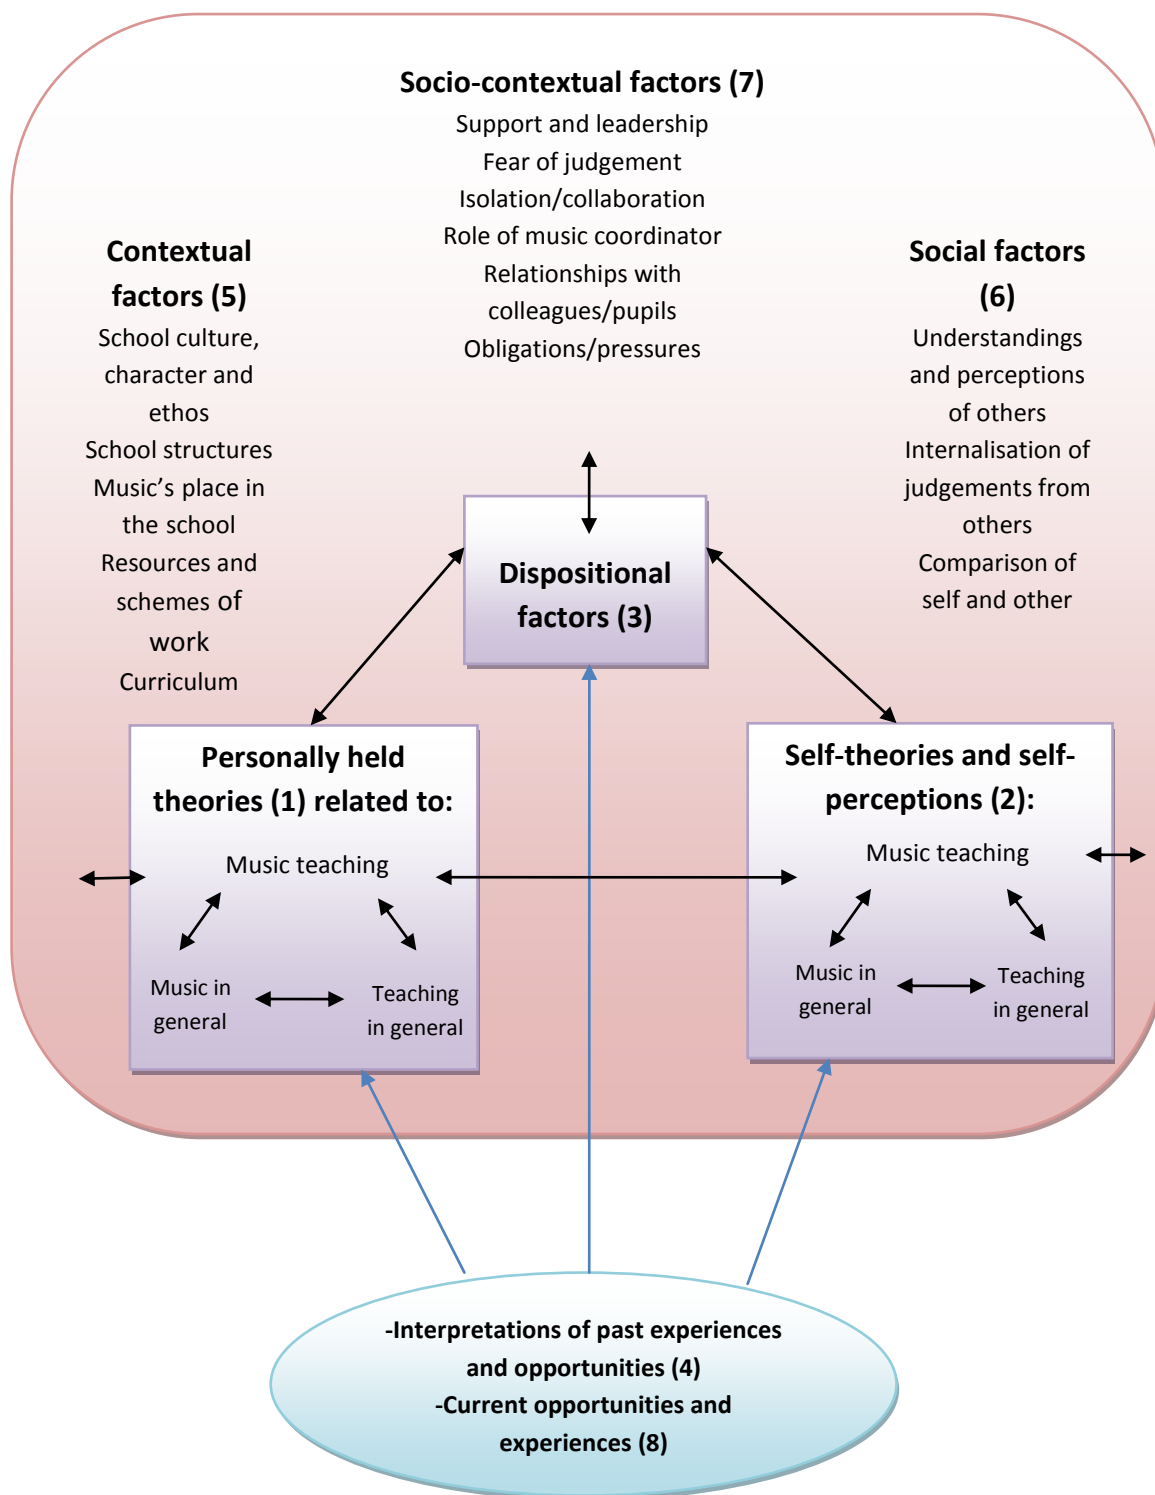 Socio-contextual factors (7)
Support and leadership
Fear of judgement
Isolation/collaboration
Role of music coordinator
Relationships with
colleagues/pupils
Obligations/pressures
Contextual
factors (5)
School culture,
character and
ethos
School structures
Music’s place in
the school
Resources and
schemes of
work
Curriculum
Social factors
(6)
Understandings
and perceptions
of others
Internalisation of
judgements from
others
Comparison of
self and other
Dispositional
factors (3)
Personally held
theories (1) related to:
Music teaching
Music in
general
Teaching
in general
Self-theories and self-
perceptions (2):
Music teaching
Music in
general
Teaching
in general
-Interpretations of past experiences
and opportunities (4)
-Current opportunities and
experiences (8)